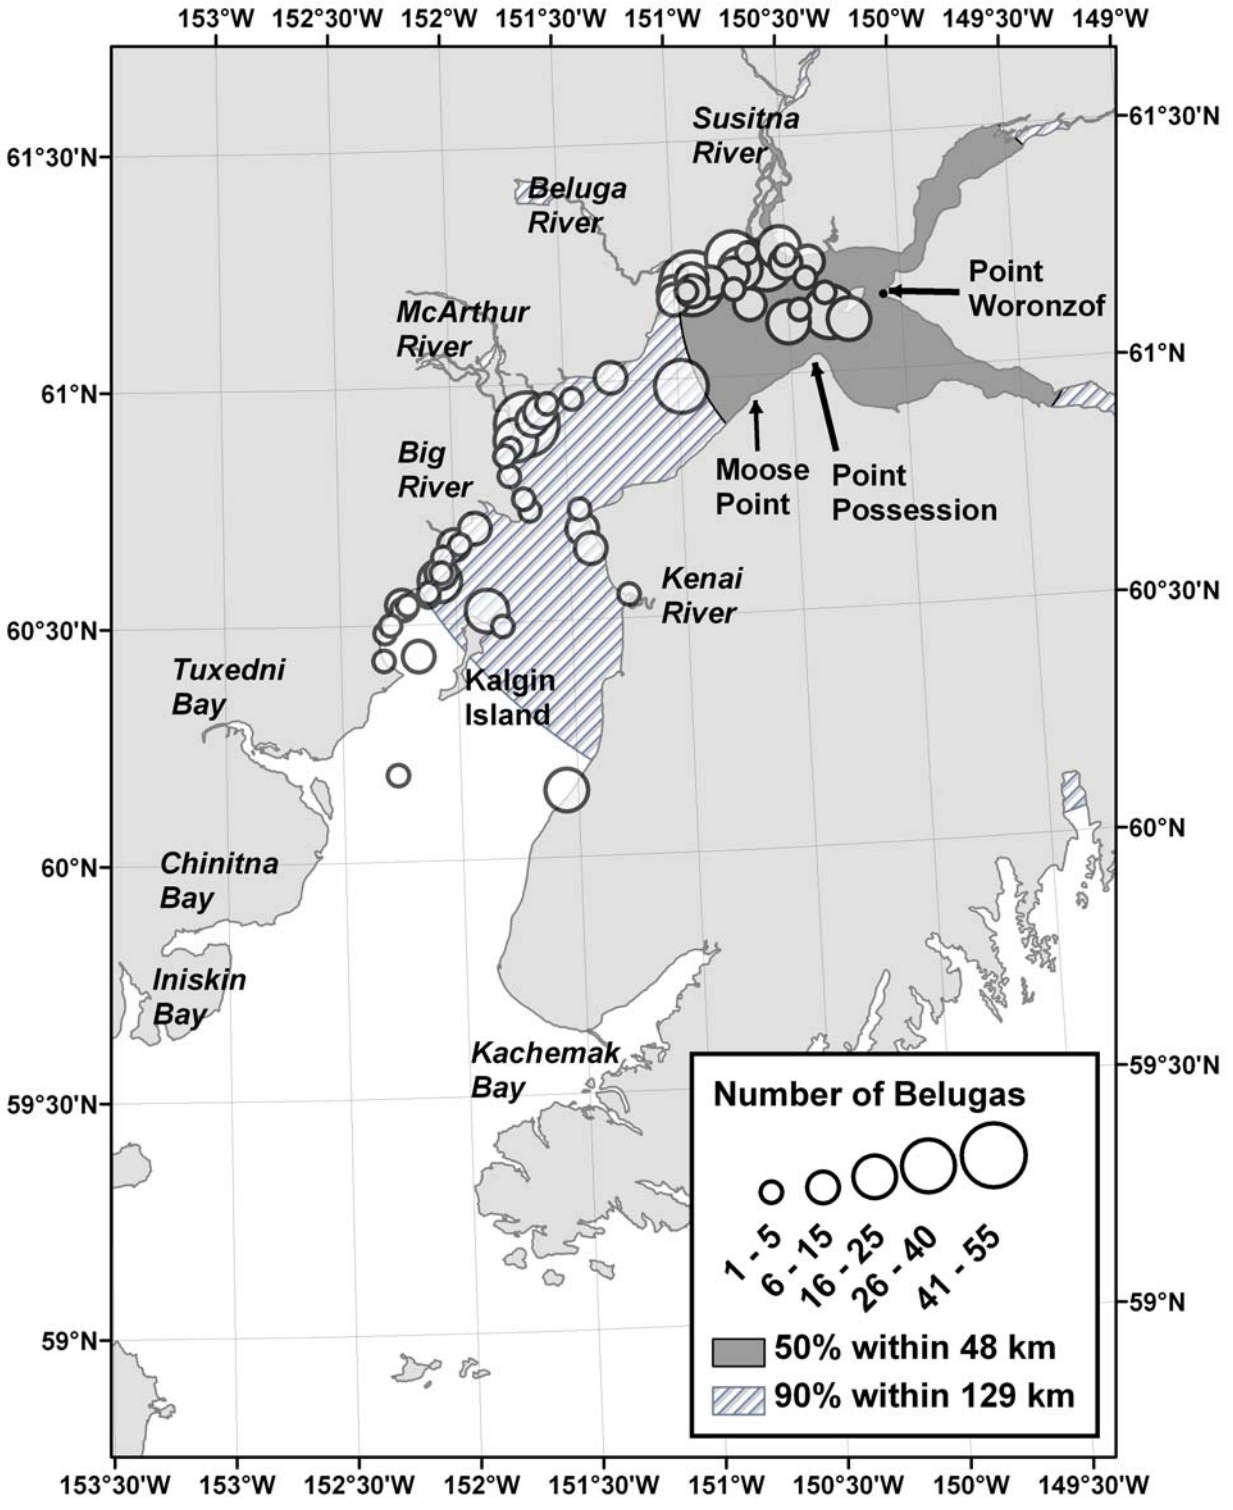 153°W 152°30'W 152°W 151°30'W 151°W 150°30'W 150°W 149°30'W 149°W
Susitna
River
61°30'N
61°30'N
Beluga
River
Point
Woronzof
McArthur
River
61°N
61°N
Big
River
Moose
Point
Point
Possession
Kenai
River
60°30'N
60°30'N
Tuxedni
Bay
Kalgin
Island
60°N
60°N
Chinitna
Bay
Iniskin
Bay
Kachemak
Bay
59°30'N
59°30'N
Number of Belugas
1 - 5
6 - 15
16 - 25
26 - 40
41 - 55
59°N
59°N
50% within 48 km
90% within 129 km
153°30'W 153°W 152°30'W 152°W 151°30'W 151°W 150°30'W 150°W 149°30'W